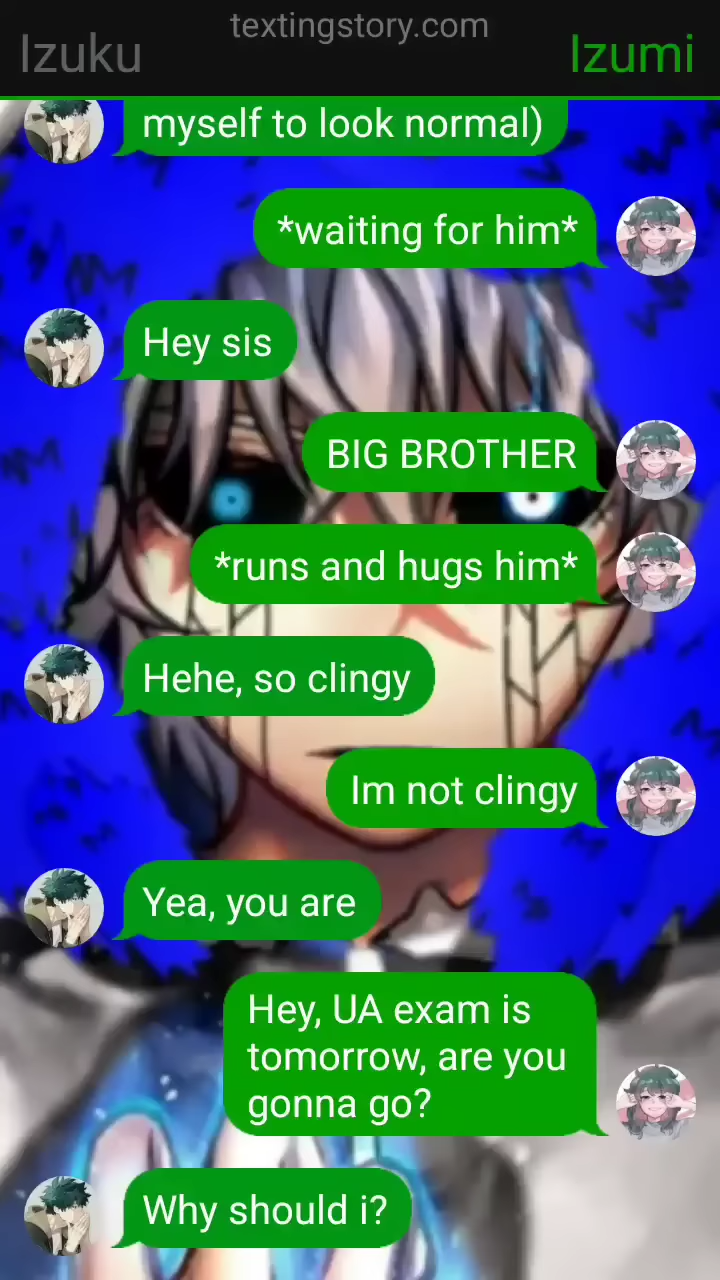 textingstory.com
Izuku
Izumi
myself to look normal)
*waiting for him*
Hey sis
BIG BROTHER
*runs and hugs him*
Hehe, so clingy
Im not clingy
Yea, you are
Hey, UA exam is
tomorrow, are you
gonna go?
Why should i?